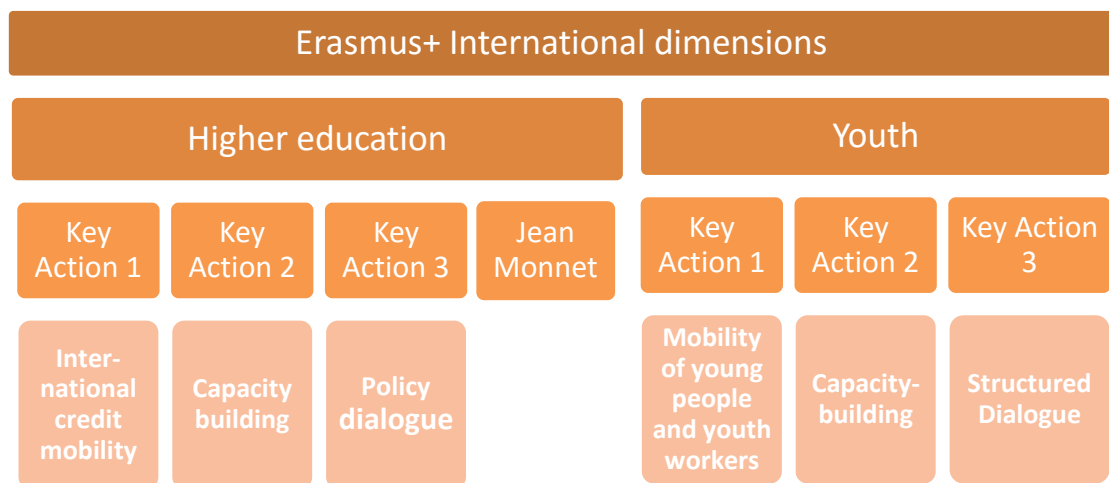 Erasmus+ International dimensions
Higher education
Youth
Key
Action 1
Key
Action 2
Key
Action 3
Jean
Monnet
Key
Action 1
Key
Action 2
Key Action
3
Inter-
national
credit
mobility
Capacity
building
Policy
dialogue
Mobility
of young
people
and youth
workers
Capacity-
building
Structured
Dialogue